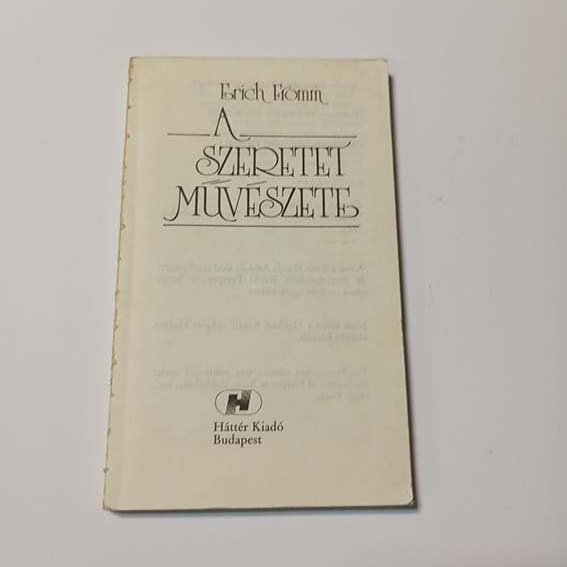 Erich Fromm
A
SZERETET
MŰVÉSZETE
H
Háttér Kiadó
Budapest